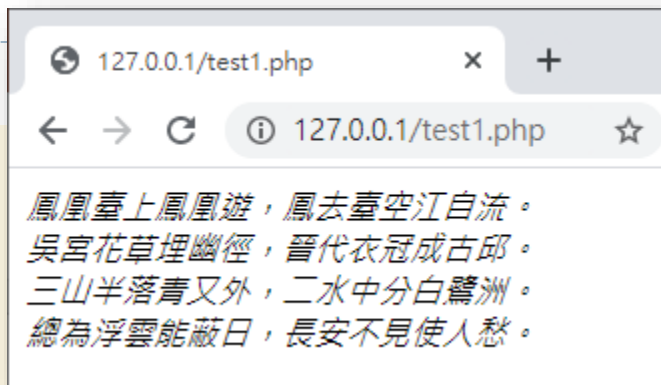 127.0.0.1/test1.php
127.0.0.1/test1.php
鳳凰臺上鳳凰遊，鳳去臺空江自流。
吳宮花草埋幽徑，晉代衣冠成古邱。
三山半落青又外，二水中分白鷺洲。
總為浮雲能蔽日，長安不見使人愁。